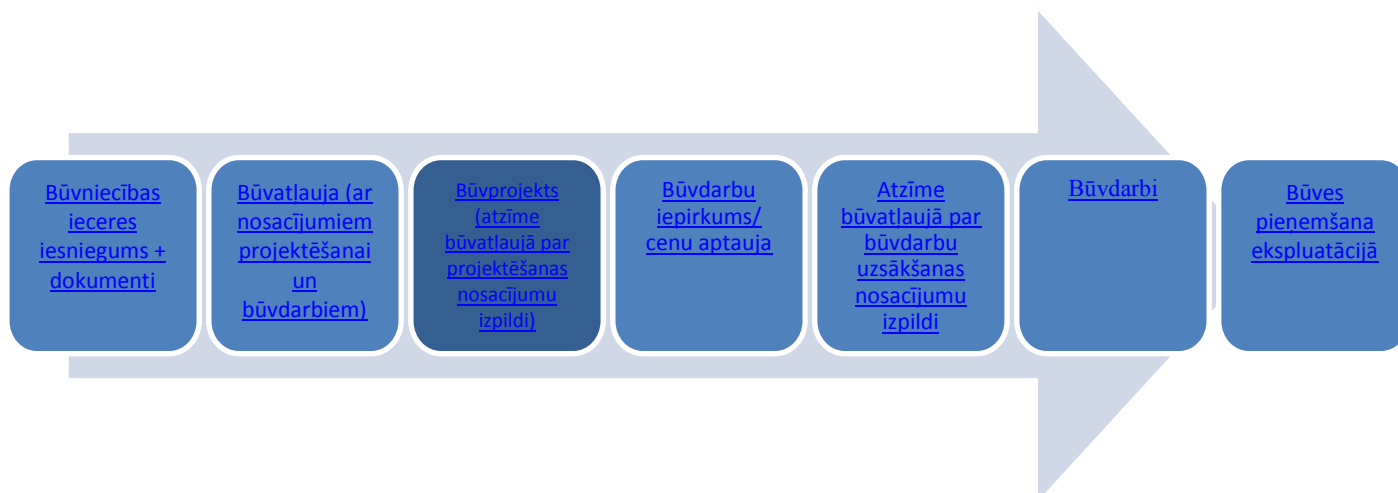 Būvniecības
ieceres
iesniegums +
dokumenti
Būvatļauja (ar
nosacījumiem
projektēšanai
un
būvdarbiem)
Būvprojekts
(atzīme
būvatļaujā par
projektēšanas
nosacījumu
izpildi)
Būvdarbu
iepirkums/
cenu aptauja
Atzīme
būvatļaujā par
būvdarbu
uzsākšanas
nosacījumu
izpildi
Būvdarbi
Būves
pieņemšana
ekspluatācijā